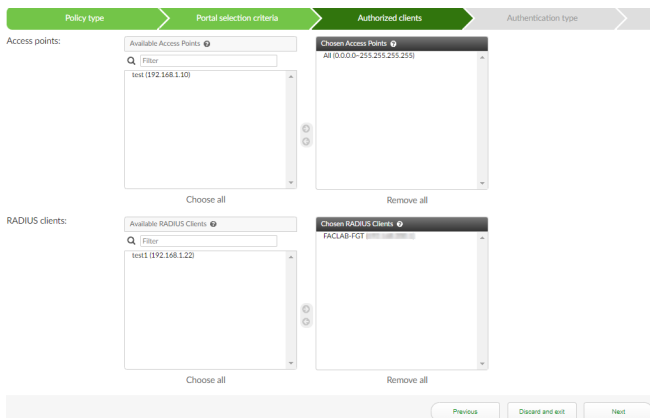 Policy type
Portal selection criteria
Authorized clients
Authentication type
Access points:
Available Access Points
Filter
test (192.168.1.10)
Choose all
Chosen Access Points
All (0.0.0.0-255.255.255.255)
Remove all
RADIUS clients:
Available RADIUS Clients
Filter
test1 (192.168.1.22)
Choose all
Chosen RADIUS Clients
FACLAB-FGT
Remove all
Previous
Discard and exit
Next